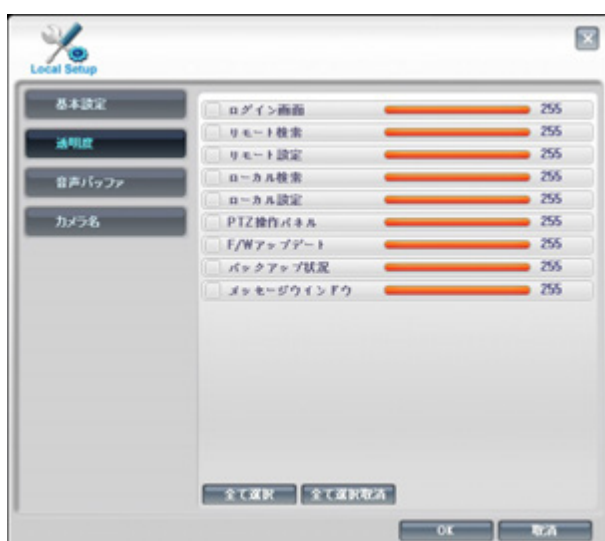 Local Setup
基本設定
透明度
音声バッファ
カメラ名
ログイン画面 255
リモート検索 255
リモート設定 255
ローカル検索 255
ローカル設定 255
PTZ操作パネル 255
F/Wアップデート 255
バックアップ状況 255
メッセージウインドウ 255
全て選択 全て選択取消
OK 取消